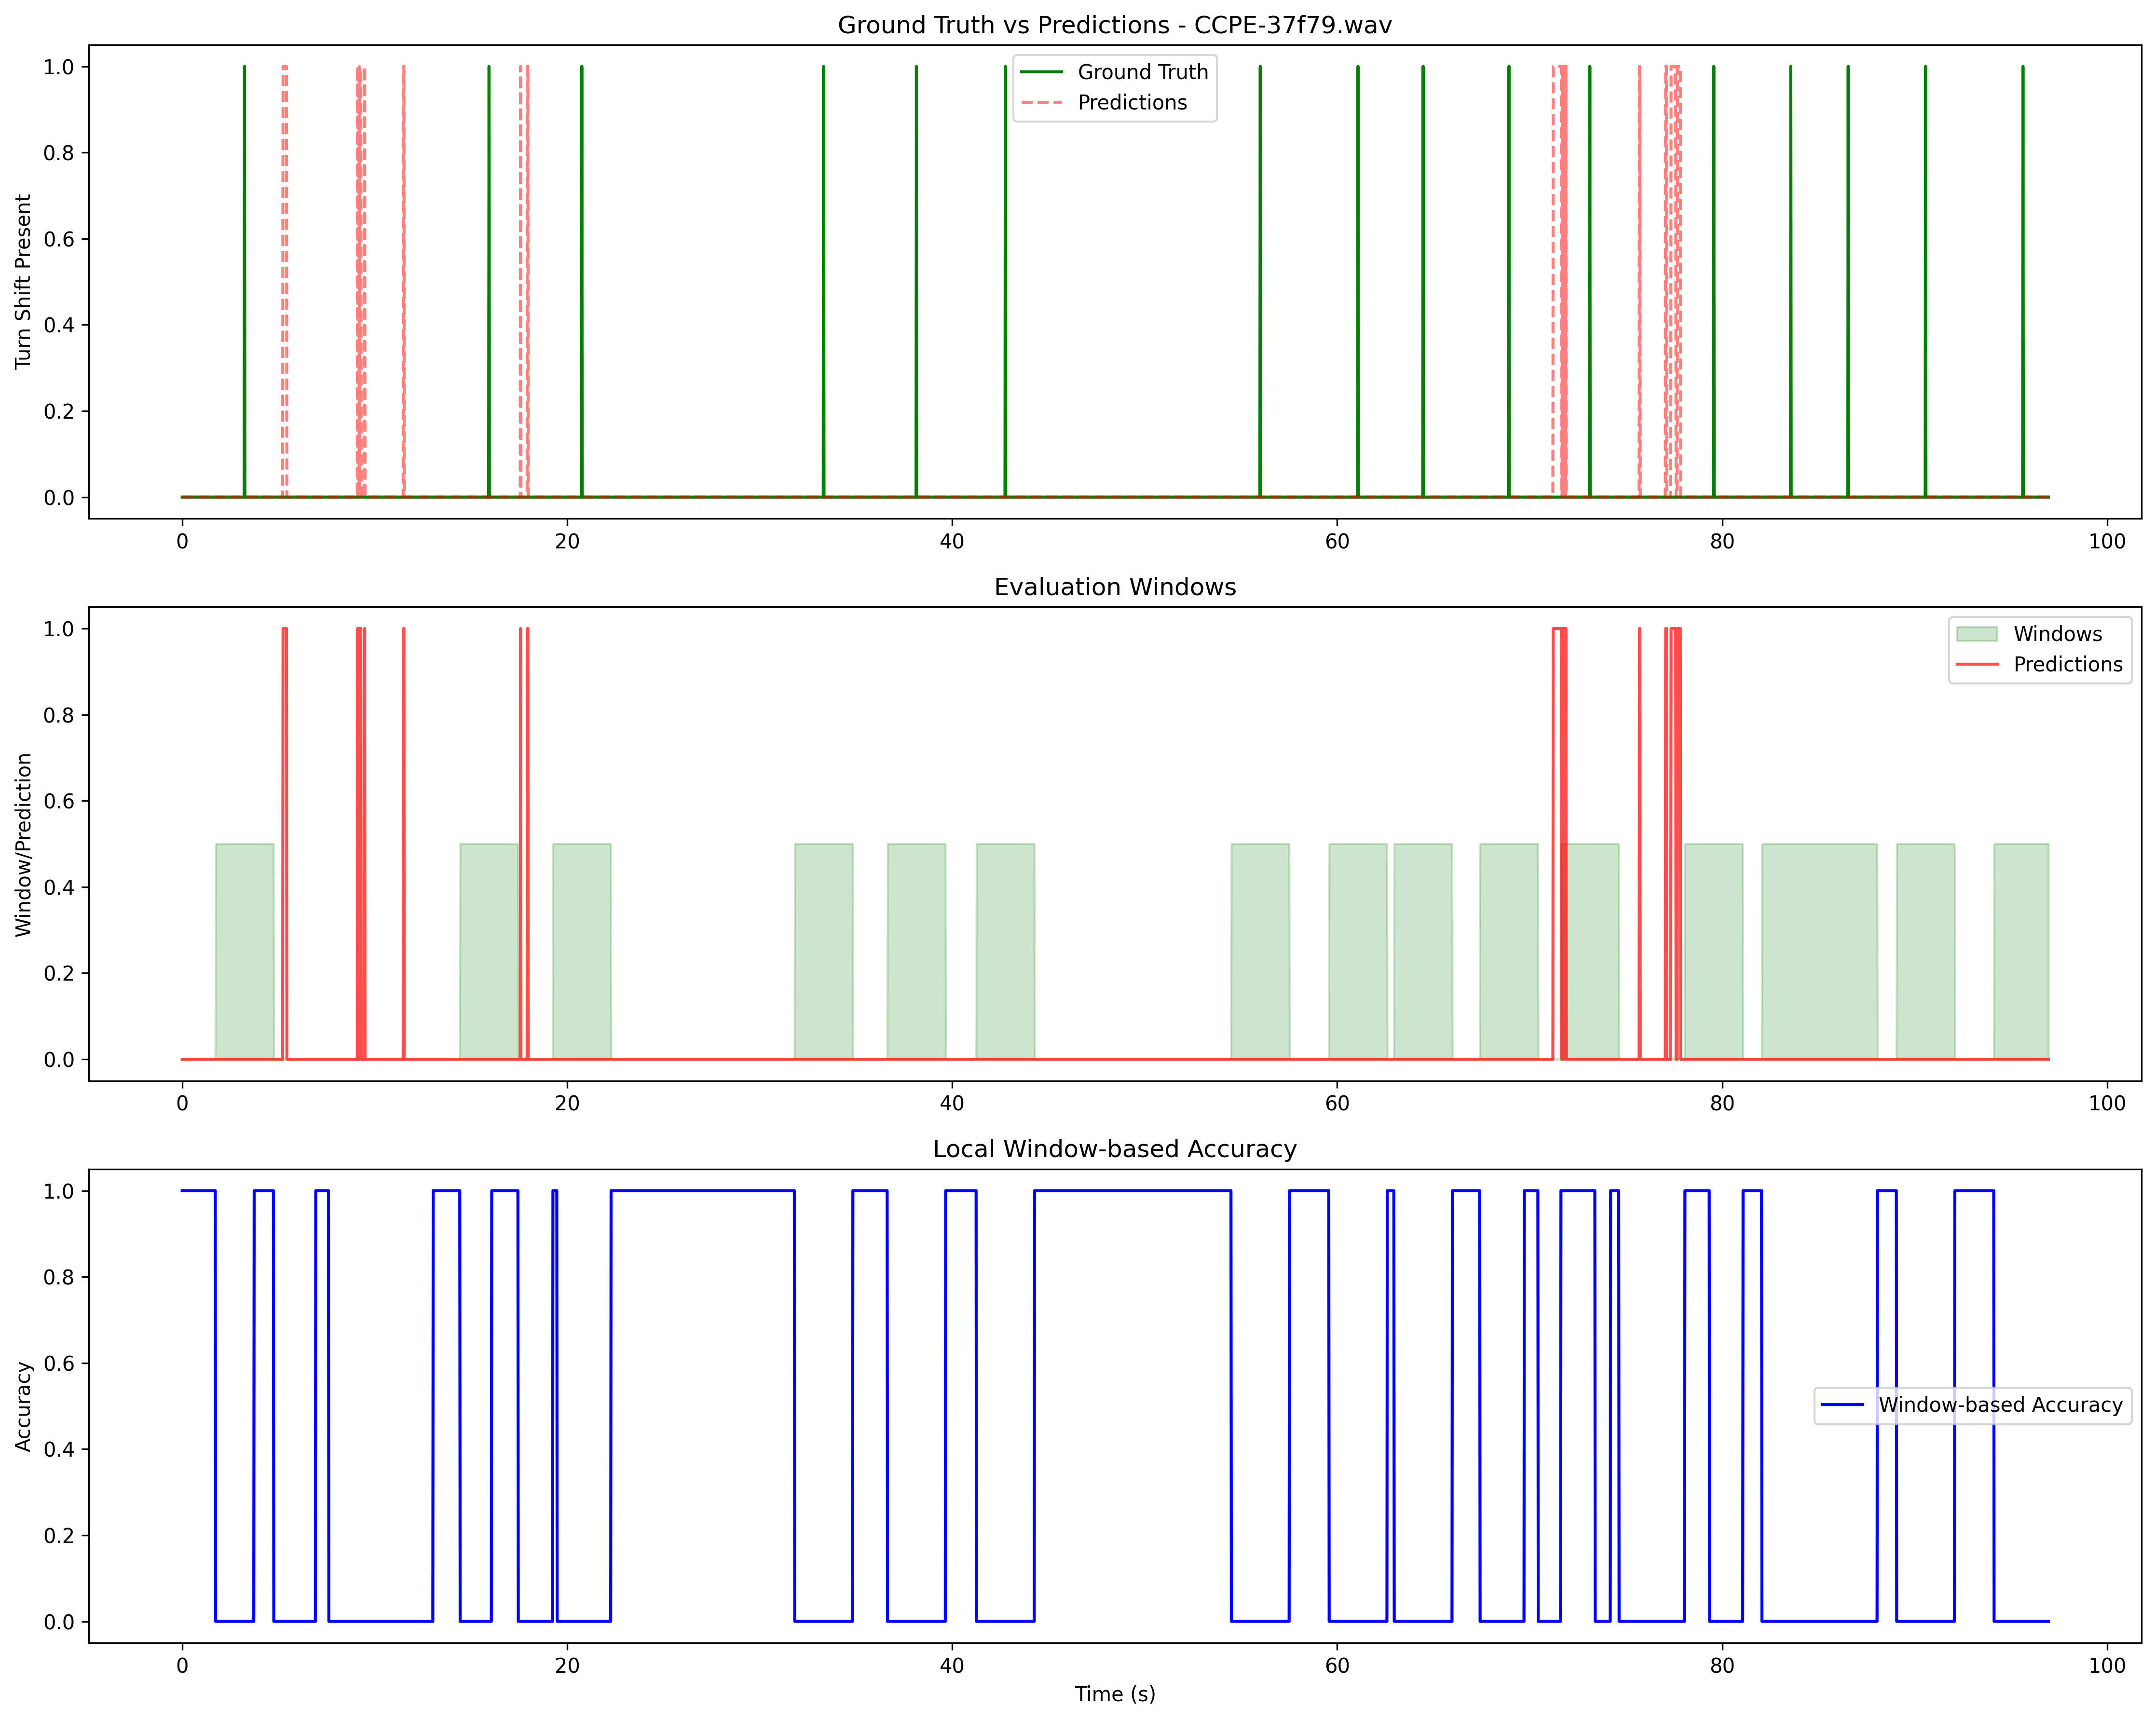 Ground Truth vs Predictions - CCPE-37f79.wav
Turn Shift Present
1.0
0.8
0.6
0.4
0.2
0.0
Ground Truth
Predictions
0 20 40 60 80 100
Evaluation Windows
Window/Prediction
1.0
0.8
0.6
0.4
0.2
0.0
Windows
Predictions
0 20 40 60 80 100
Local Window-based Accuracy
Accuracy
1.0
0.8
0.6
0.4
0.2
0.0
Window-based Accuracy
0 20 40 60 80 100
Time (s)